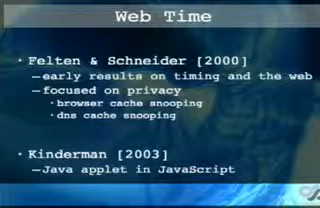 Web Time
• Felten & Schneider [2000]
—early results on timing and the web
—focused on privacy
• browser cache snooping
• dns cache snooping
• Kinderman [2003]
—Java applet in JavaScript